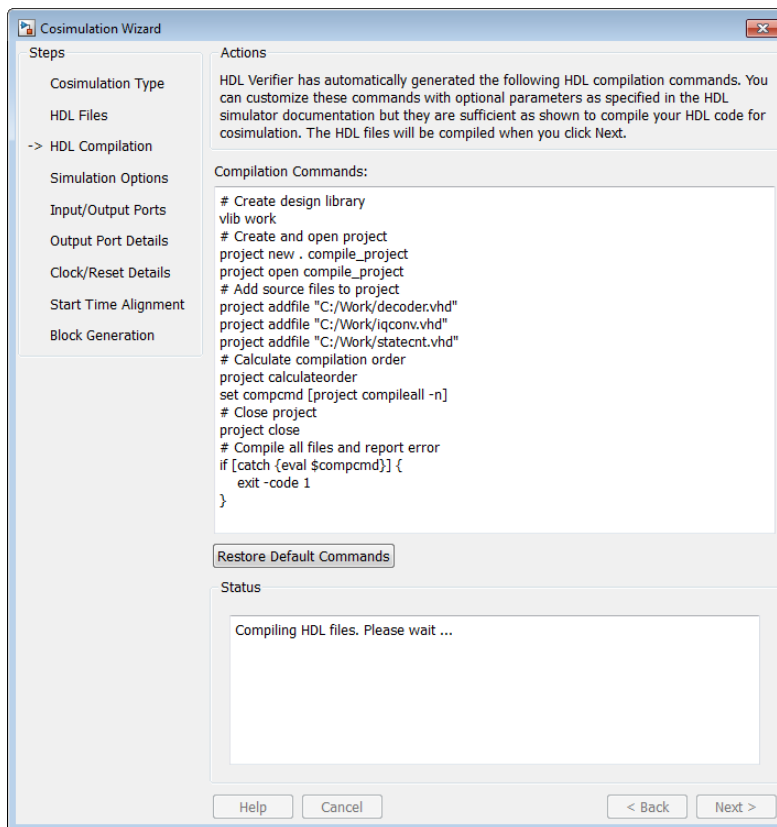 Cosimulation Wizard
Steps
Cosimulation Type
HDL Files
-> HDL Compilation
Simulation Options
Input/Output Ports
Output Port Details
Clock/Reset Details
Start Time Alignment
Block Generation
Actions
HDL Verifier has automatically generated the following HDL compilation commands. You
can customize these commands with optional parameters as specified in the HDL
simulator documentation but they are sufficient as shown to compile your HDL code for
cosimulation. The HDL files will be compiled when you click Next.
Compilation Commands:
# Create design library
vlib work
# Create and open project
project new . compile_project
project open compile_project
# Add source files to project
project addfile "C:/Work/decoder.vhd"
project addfile "C:/Work/iqconv.vhd"
project addfile "C:/Work/statecnt.vhd"
# Calculate compilation order
project calculateorder
set compcmd [project compileall -n]
# Close project
project close
# Compile all files and report error
if [catch {eval $compcmd}] {
    exit -code 1
}
Restore Default Commands
Status
Compiling HDL files. Please wait ...
Help Cancel < Back Next >